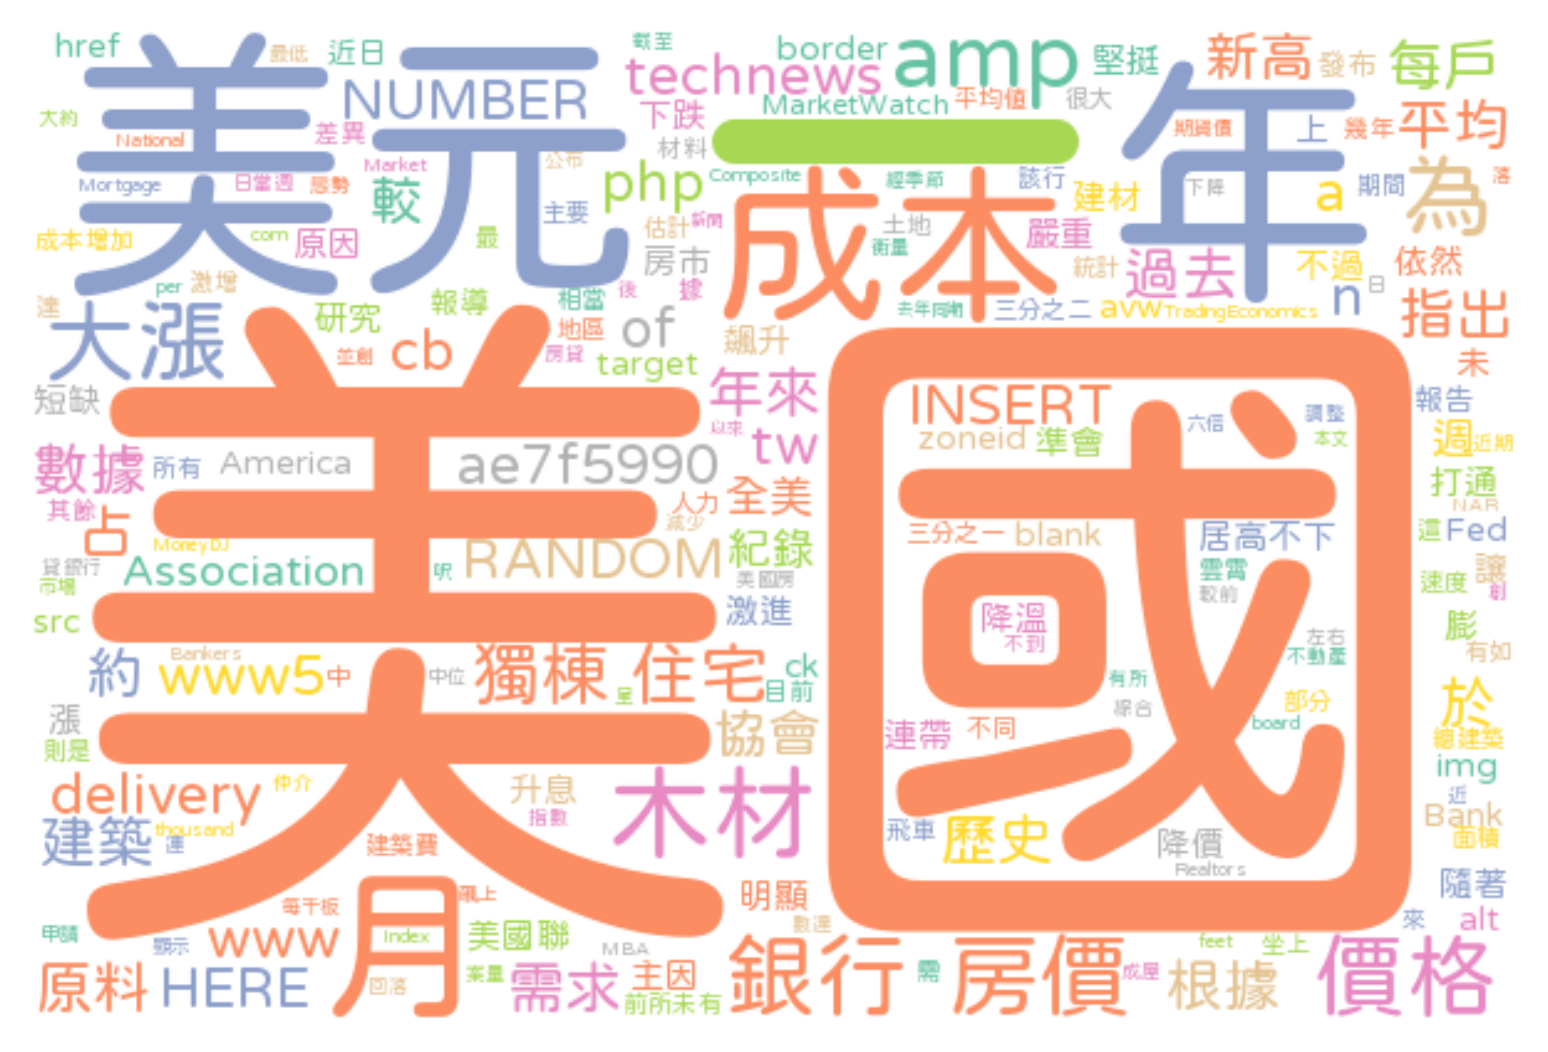 href 最低 近日 截至 border amp 堅挺 新高 發布 每戶
美元 NUMBER technews MarketWatch 平均值 很大 年
大約 National 差異 下跌 一 期貨價 上 幾年 平均
Mortgage 日當週 Market 公布 材料 php Composite 經季節 該行 建材 下降 a 期間 為 落
較 主要 成本 土地 嚴重
成本增加 com 原因 最 估計 新聞 房市 衡量 統計 過去 不過 依然
達 per 激增 報導 相當 後 據 去年同期 三分之二 avw TradingEconomics n 日 指出
大漲 研究 地區 of 飆升
並創 cb 房貸 target 未
短缺 美國 年來 INSERT 六倍 調整 報告
以來 tw zoneid 準會 本文 週 近期
數據 所有 America ae7f5990 打通
其餘 占 人力 全美 NAR
MoneyDJ 減少 三分之一 blank 居高不下 這 Fed
貸銀行 Association 呎 RANDOM 紀錄 雲霄 讓
市場 美國房 較前 速度 創
src 激進 降溫 不到 左右 膨
約 Bankers www5 中 中位 獨棟 住宅 ck 目前 不動產 有如
屋 有所 綜合 部分 於
漲 則是 協會 連帶 不同 board 總建築
delivery 仲介 升息 木材 img
建築 thousand 指數 飛車 歷史 降價 近 Bank
建築費 Realtors 面積
每千板 月 飆上 明顯 隨著
申請 顯示 www Index 美國聯 MBA 數達 feet 坐上 來 alt
原料 HERE 回落 案量 需求 主因 前所未有 銀行 需 房價 成屋 根據 價格